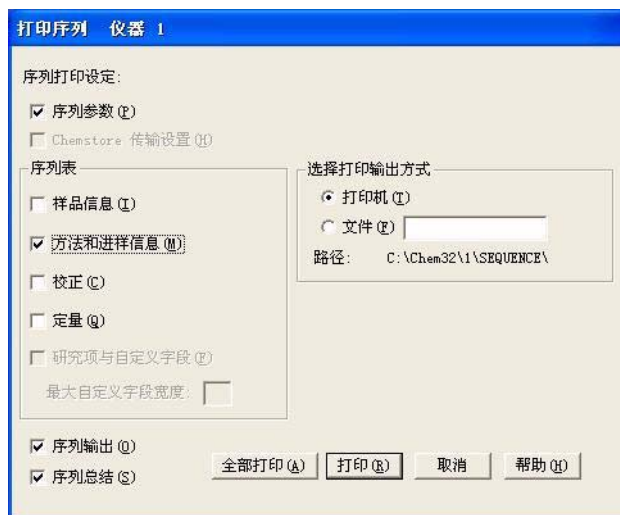 打印序列 仪器 1
序列打印设定:
序列参数(P)
Chemstore 传输设置(H)
序列表
样品信息(I)
方法和进样信息(M)
校正(C)
定量(Q)
研究项与自定义字段(F)
最大自定义字段宽度:
选择打印输出方式
打印机(T)
文件(F)
路径: C:\Chem32\1\SEQUENCE\
序列输出(O)
序列总结(S)
全部打印(A) 打印(R) 取消 帮助(H)